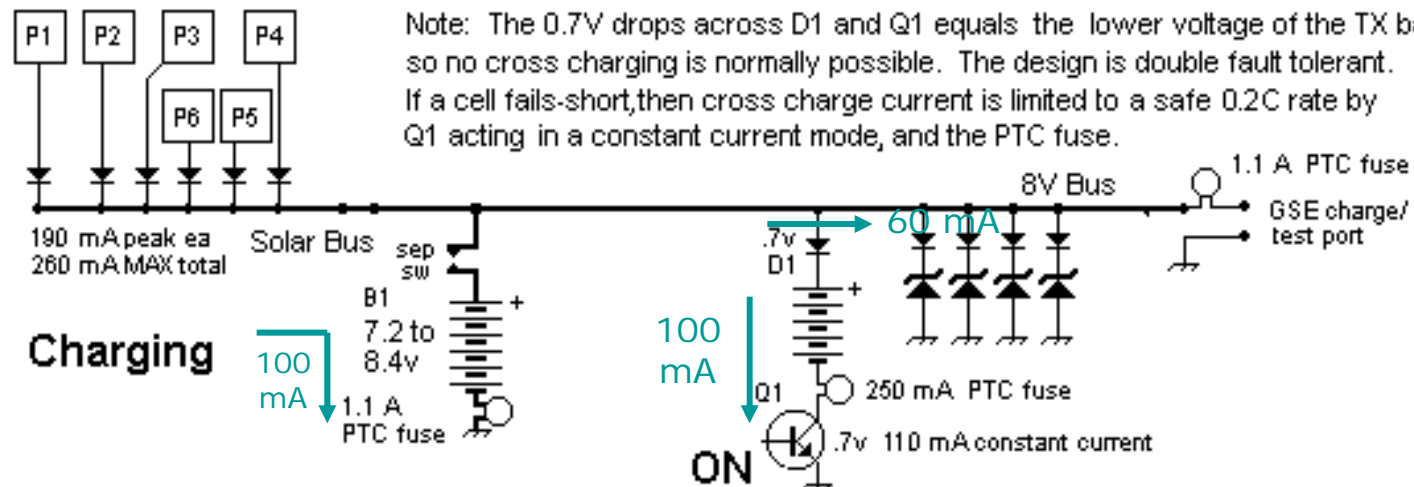 P1
P2
P3
P4
P6
P5
Note: The 0.7V drops across D1 and Q1 equals the lower voltage of the TX
so no cross charging is normally possible. The design is double fault tolerant.
If a cell fails-short,then cross charge current is limited to a safe 0.2C rate by
Q1 acting in a constant current mode, and the PTC fuse.
1.1 A PTC fuse
8V Bus
GSE charge/
test port
190 mA peak ea
260 mA MAX total
Solar Bus
sep
sw
.7v
D1
60 mA
B1
+
7.2 to
8.4v
+
Charging
100
mA
100
mA
1.1 A
PTC fuse
250 mA PTC fuse
Q1
.7v 110 mA constant current
ON